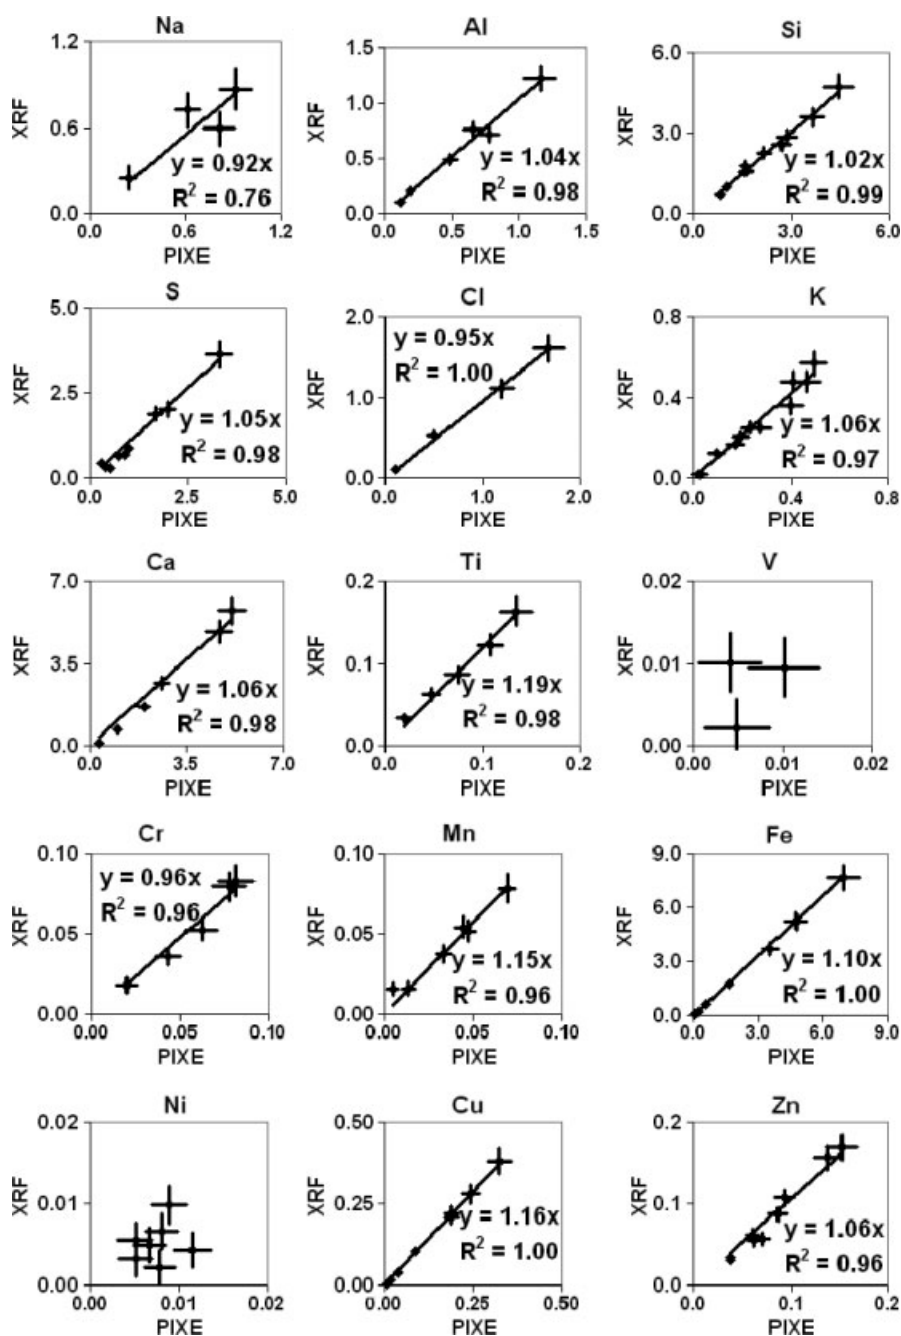 Na
1.2
XRF
0.6
y = 0.92x
R² = 0.76
0.0
0.0 0.6 1.2
PIXE
Al
1.5
XRF
1.0
0.5
y = 1.04x
R² = 0.98
0.0
0.0 0.5 1.0 1.5
PIXE
Si
6.0
XRF
3.0
y = 1.02x
R² = 0.99
0.0
0.0 3.0 6.0
PIXE
S
5.0
XRF
2.5
y = 1.05x
R² = 0.98
0.0
0.0 2.5 5.0
PIXE
Cl
2.0
y = 0.95x
R² = 1.00
XRF
1.0
0.0
0.0 1.0 2.0
PIXE
K
0.8
XRF
0.4
y = 1.06x
R² = 0.97
0.0
0.0 0.4 0.8
PIXE
Ca
7.0
XRF
3.5
y = 1.06x
R² = 0.98
0.0
0.0 3.5 7.0
PIXE
Ti
0.2
XRF
0.1
y = 1.19x
R² = 0.98
0.0
0.0 0.1 0.2
PIXE
V
0.02
XRF
0.01
0.00
0.00 0.01 0.02
PIXE
Cr
0.10
y = 0.96x
R² = 0.96
XRF
0.05
0.00
0.00 0.05 0.10
PIXE
Mn
0.10
XRF
0.05
y = 1.15x
R² = 0.96
0.00
0.00 0.05 0.10
PIXE
Fe
9.0
XRF
6.0
3.0
y = 1.10x
R² = 1.00
0.0
0.0 3.0 6.0 9.0
PIXE
Ni
0.02
XRF
0.01
0.00
0.00 0.01 0.02
PIXE
Cu
0.50
XRF
0.25
y = 1.16x
R² = 1.00
0.00
0.00 0.25 0.50
PIXE
Zn
0.2
XRF
0.1
y = 1.06x
R² = 0.96
0.0
0.0 0.1 0.2
PIXE